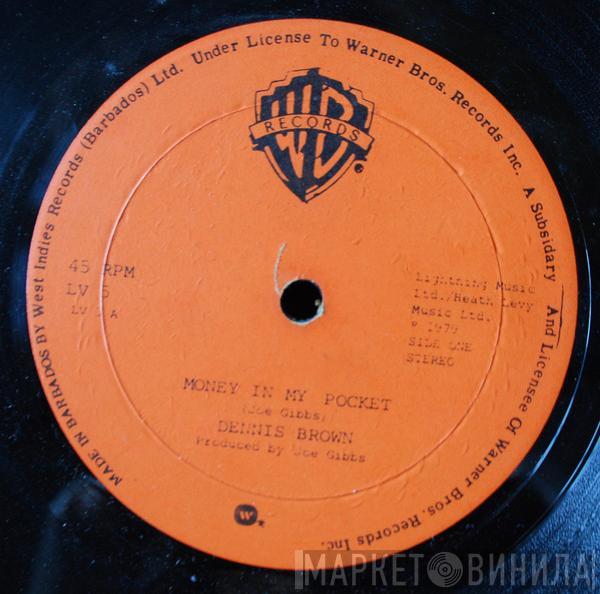 MADE IN BARBADOS BY West Indies Records (Barbados) Ltd. Under License To Warner Bros. Records Inc. A Subsidary And Licensee Of Warner Bros. Records Inc.
WB
RECORDS
®
45 RPM
LV 5
LV A
Lightning Music
Ltd./Heath Levy
Music Ltd.
℗ 1979
SIDE ONE
STEREO
MONEY IN MY POCKET
(Joe Gibbs)
DENNIS BROWN
Produced by Joe Gibbs
W
МАРКЕТ ВИНИЛА